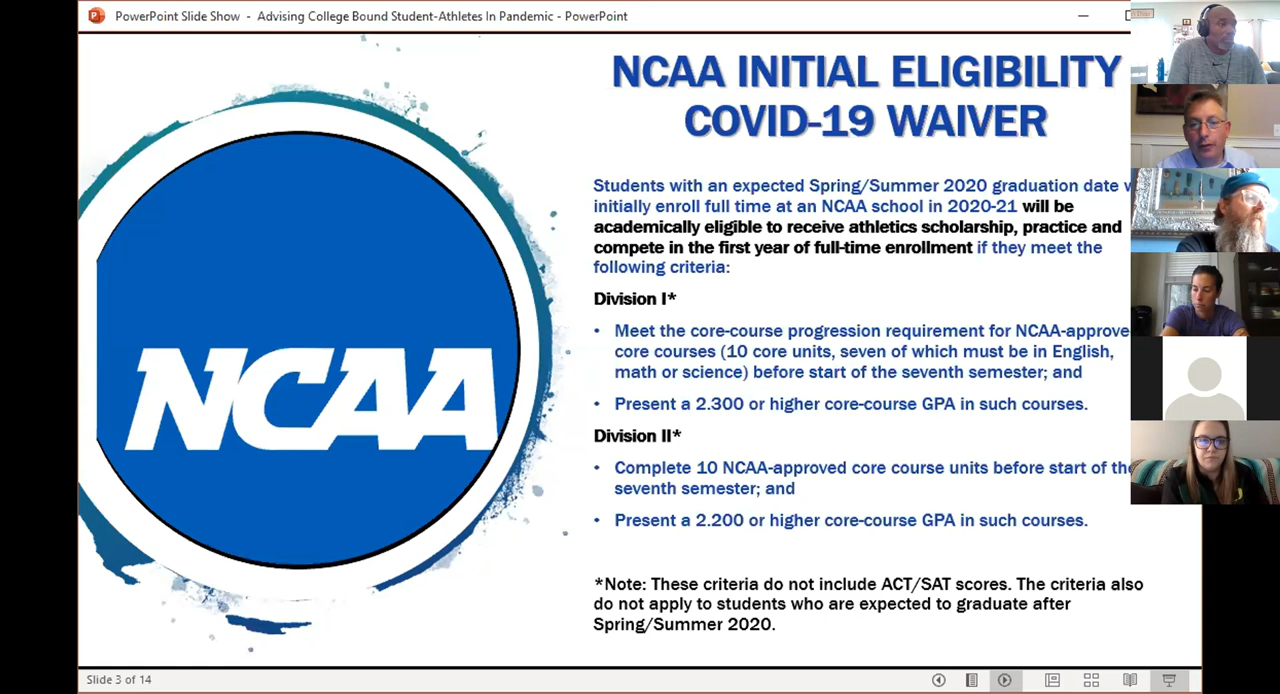 PowerPoint Slide Show - Advising College Bound Student-Athletes In Pandemic - PowerPoint
NCAA INITIAL ELIGIBILITY
COVID-19 WAIVER
Students with an expected Spring/Summer 2020 graduation date
initially enroll full time at an NCAA school in 2020-21 will be
academically eligible to receive athletics scholarship, practice and
compete in the first year of full-time enrollment if they meet the
following criteria:
Division I*
• Meet the core-course progression requirement for NCAA-approve
core courses (10 core units, seven of which must be in English,
math or science) before start of the seventh semester; and
• Present a 2.300 or higher core-course GPA in such courses.
Division II*
• Complete 10 NCAA-approved core course units before start of the
seventh semester; and
• Present a 2.200 or higher core-course GPA in such courses.
*Note: These criteria do not include ACT/SAT scores. The criteria also
do not apply to students who are expected to graduate after
Spring/Summer 2020.
NCAA
Slide 3 of 14